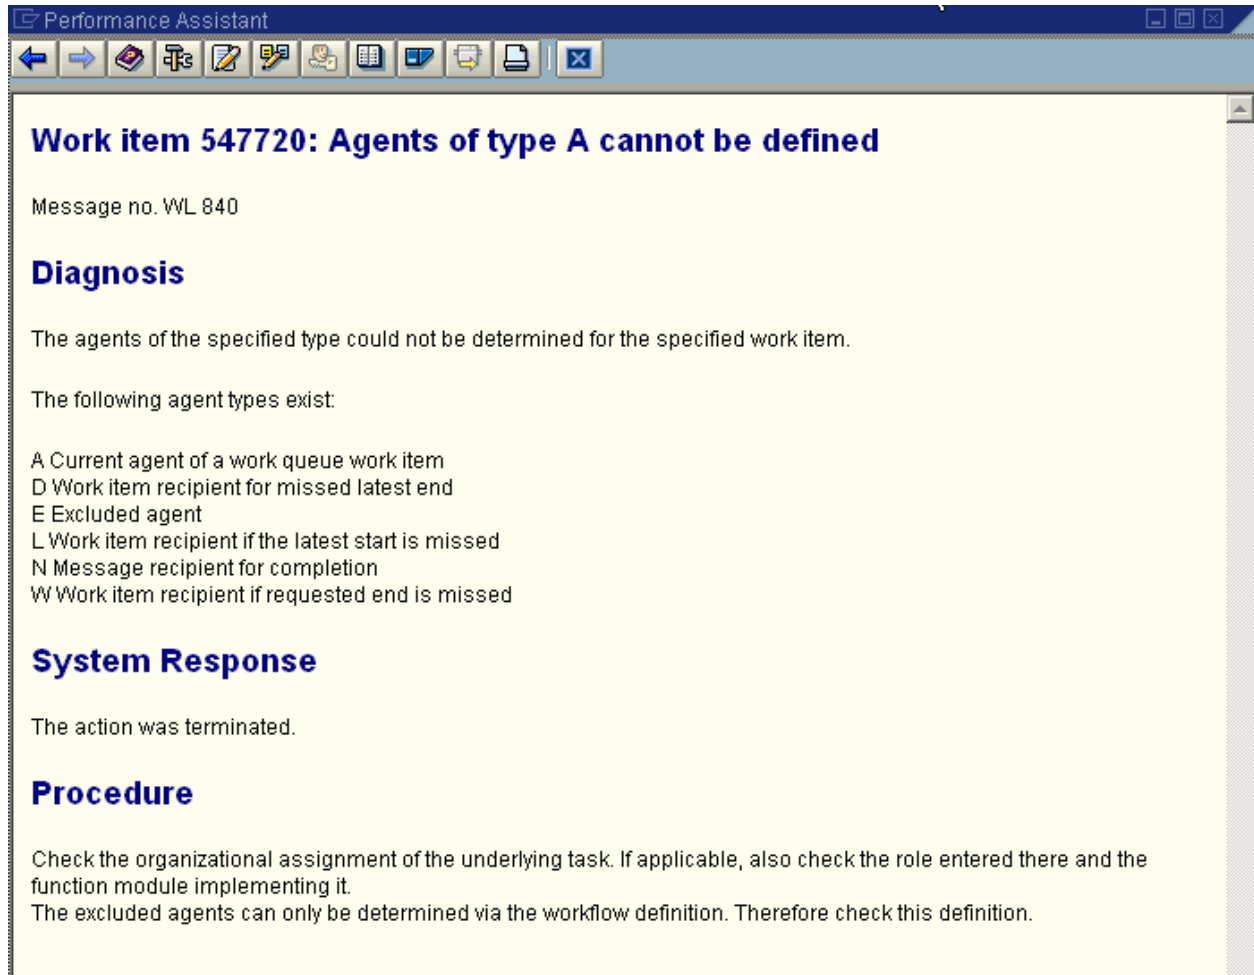 Performance Assistant
Work item 547720: Agents of type A cannot be defined
Message no. WL 840
Diagnosis
The agents of the specified type could not be determined for the specified work item.
The following agent types exist:
A Current agent of a work queue work item
D Work item recipient for missed latest end
E Excluded agent
L Work item recipient if the latest start is missed
N Message recipient for completion
W Work item recipient if requested end is missed
System Response
The action was terminated.
Procedure
Check the organizational assignment of the underlying task. If applicable, also check the role entered there and the
function module implementing it.
The excluded agents can only be determined via the workflow definition. Therefore check this definition.